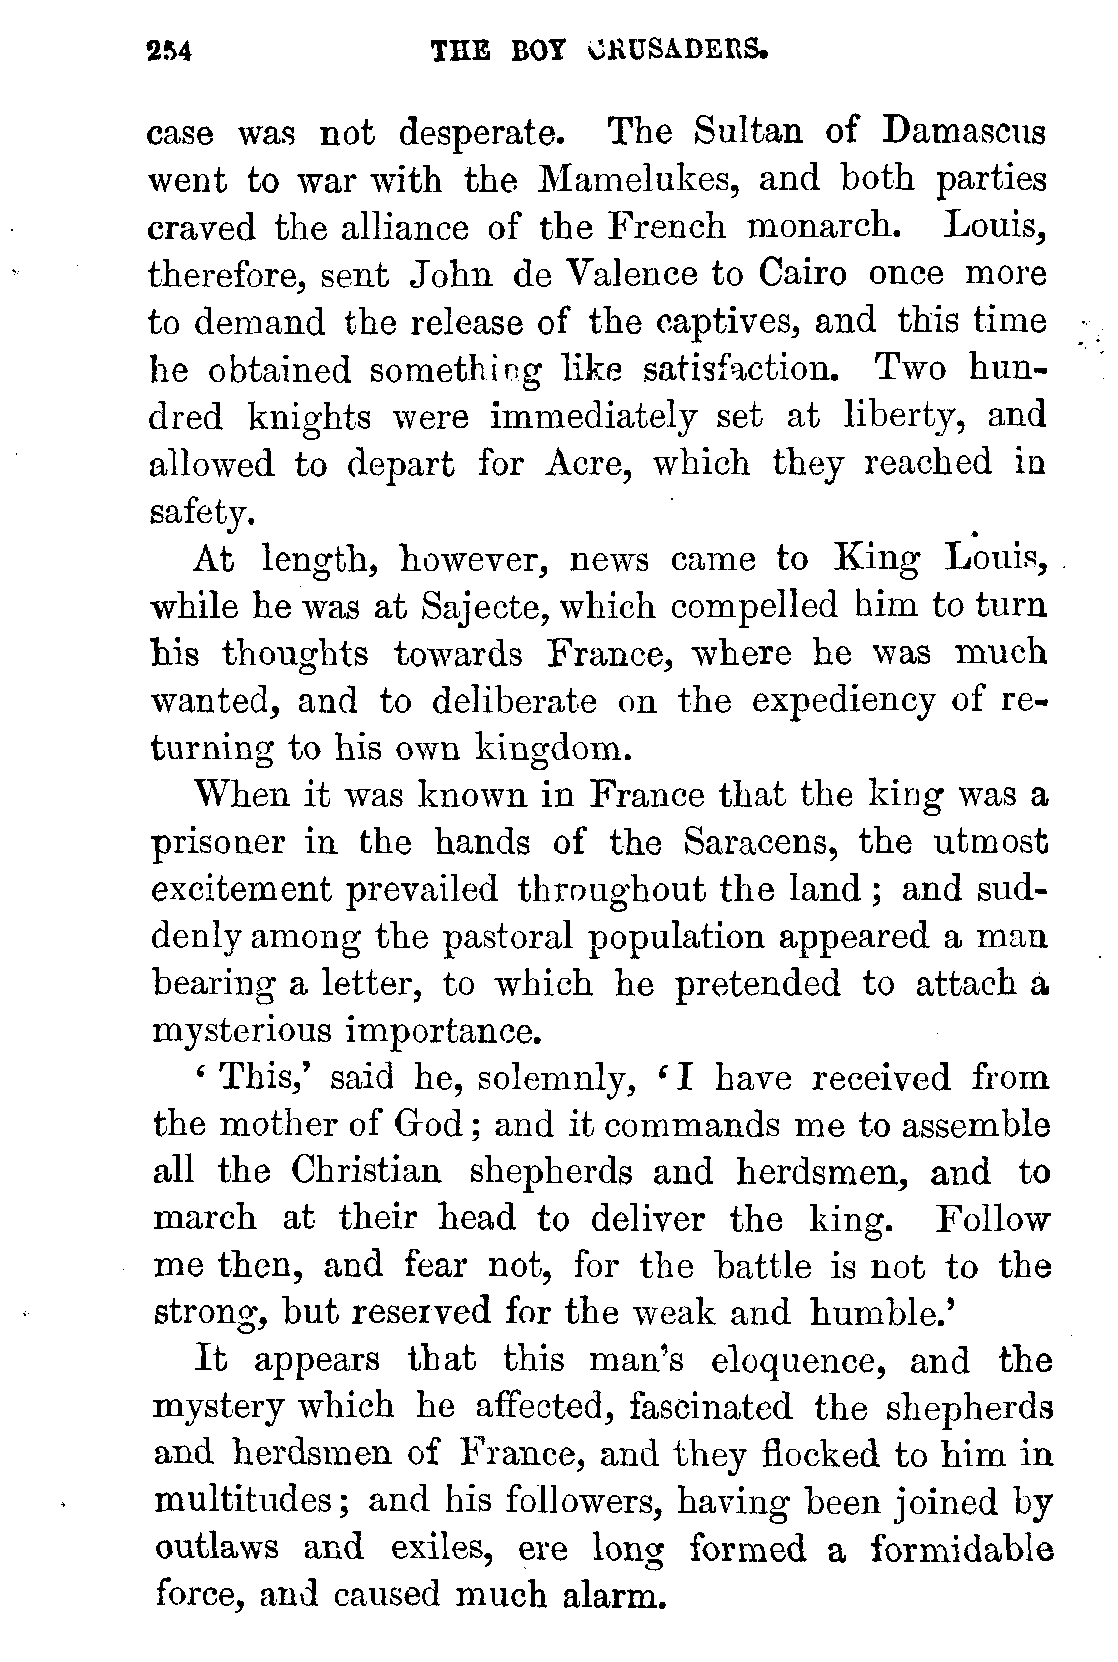 254 THE BOY CRUSADERS.
case was not desperate. The Sultan of Damascus
went to war with the Mamelukes, and both parties
craved the alliance of the French monarch. Louis,
therefore, sent John de Valence to Cairo once more
to demand the release of the captives, and this time
he obtained something like satisfaction. Two hun-
dred knights were immediately set at liberty, and
allowed to depart for Acre, which they reached in
safety.
At length, however, news came to King Louis,
while he was at Sajecte, which compelled him to turn
his thoughts towards France, where he was much
wanted, and to deliberate on the expediency of re-
turning to his own kingdom.
When it was known in France that the king was a
prisoner in the hands of the Saracens, the utmost
excitement prevailed throughout the land ; and sud-
denly among the pastoral population appeared a man
bearing a letter, to which he pretended to attach a
mysterious importance.
‘ This,’ said he, solemnly, ‘ I have received from
the mother of God ; and it commands me to assemble
all the Christian shepherds and herdsmen, and to
march at their head to deliver the king. Follow
me then, and fear not, for the battle is not to the
strong, but reserved for the weak and humble.’
It appears that this man’s eloquence, and the
mystery which he affected, fascinated the shepherds
and herdsmen of France, and they flocked to him in
multitudes ; and his followers, having been joined by
outlaws and exiles, ere long formed a formidable
force, and caused much alarm.